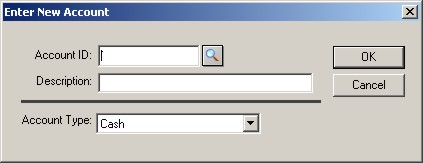 Enter New Account
Account ID:
OK
Description:
Cancel
Account Type: Cash